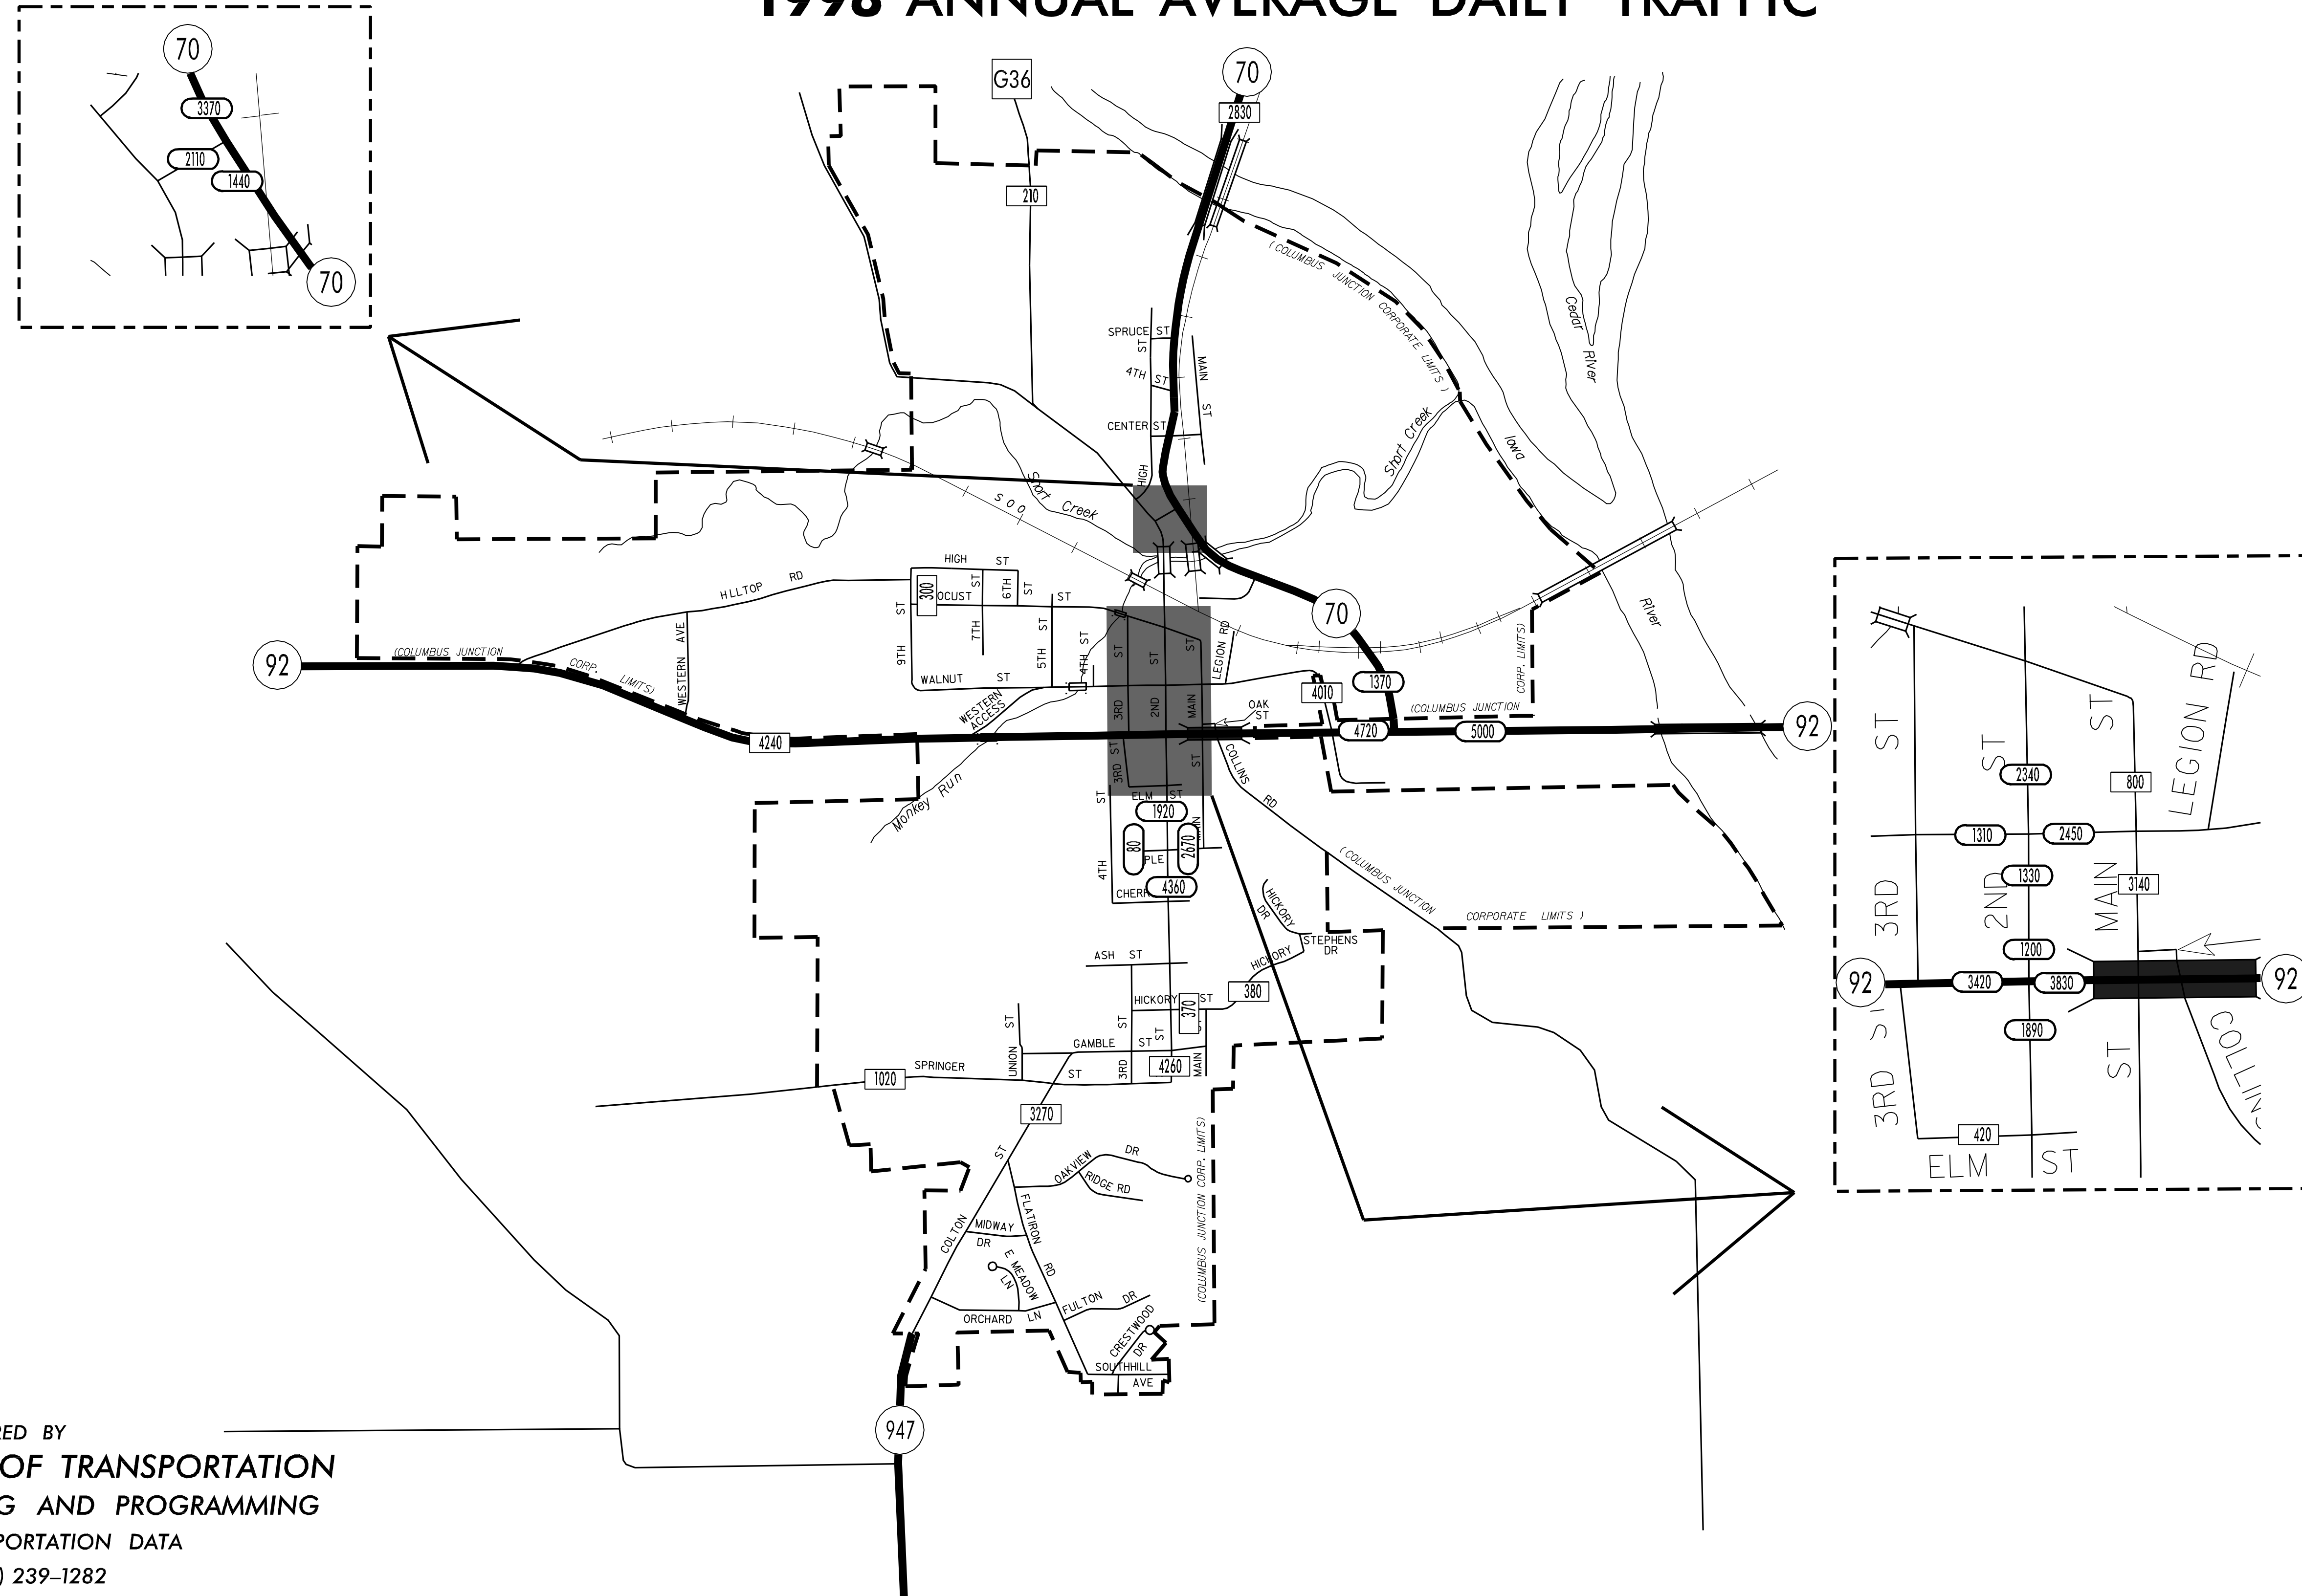 1998 ANNUAL AVERAGE DAILY TRAFFIC
70
3370
2110
1440
70
G36
210
70
2830
(COLUMBUS JUNCTION CORPORATE LIMITS)
Cedar River
SPRUCE ST
ST
4TH ST
MAIN ST
CENTER ST
HIGH
Short Creek
Iowa
River
Short Creek
SOO
HIGH ST
HILLTOP RD
300
OCUST ST
ST
6TH ST
7TH
ST
9TH
ST
5TH
ST
4TH
WALNUT ST
WESTERN AVE
WESTERN ACCESS
92
(COLUMBUS JUNCTION CORP. LIMITS)
4240
Monkey Run
ST
3RD
ST
2ND
ST
MAIN
LEGION RD
70
1370
4010
OAK ST
4720
5000
92
(COLUMBUS JUNCTION
CORP. LIMITS)
3RD ST
ST
COLLINS RD
ELM ST
1920
80
2670
MAIN
PLE
4TH
ST
CHERR
4360
(COLUMBUS JUNCTION
CORPORATE LIMITS )
HICKORY DR
STEPHENS DR
HICKORY
380
ASH ST
HICKORY ST
370
UNION ST
GAMBLE ST
3RD
ST
ST
MAIN
4260
SPRINGER ST
1020
3270
COLTON ST
OAKVIEW DR
RIDGE RD
FLATIRON RD
MIDWAY DR
E MEADOW LN
ORCHARD LN
FULTON DR
CRESTWOOD DR
SOUTHHILL AVE
(COLUMBUS JUNCTION CORP. LIMITS)
947
ST
3RD
ST
2ND
ST
MAIN
LEGION RD
2340
800
1310
2450
1330
3140
1200
92
3420
3830
92
1890
3RD
ST
420
ELM ST
COLLIN
RED BY
OF TRANSPORTATION
G AND PROGRAMMING
PORTATION DATA
) 239-1282